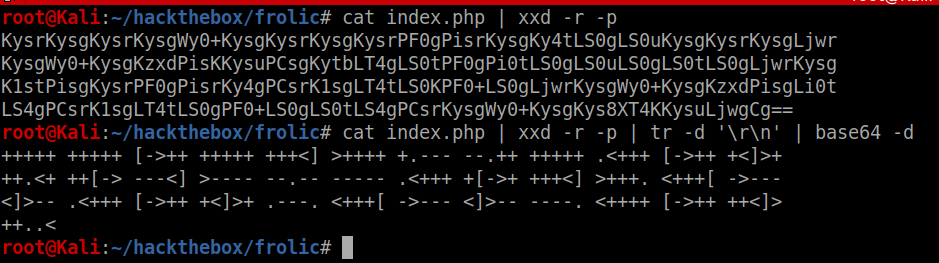 root@Kali:~/hackthebox/frolic# cat index.php | xxd -r -p
KysrKysgKysrKysgWy0+KysgKysrKysgKysrPF0gPisrKysgKy4tLS0gLS0uKysgKysrKysgLjwr
KysgWy0+KysgKzxdPisKKysuPCsgKytbLT4gLS0tPF0gPi0tLS0gLS0uLS0gLS0tLS0gLjwrKysg
K1stPisgKysrPF0gPisrKy4gPCsrK1sgLT4tLS0KPF0+LS0gLjwrKysgWy0+KysgKzxdPisgLi0t
LS4gPCsrK1sgLT4tLS0gPF0+LS0gLS0tLS4gPCsrKysgWy0+KysgKys8XT4KKysuLjwgCg==
root@Kali:~/hackthebox/frolic# cat index.php | xxd -r -p | tr -d '\r\n' | base64 -d
+++++ +++++ [->++ +++++ +++<] >++++ +.--- --.++ +++++ .<+++ [->++ +<]>+
++.<+ ++[-> ---<] >---- --.-- ----- .<+++ +[->+ +++<] >+++. <+++[ ->---
<]>-- .<+++ [->++ +<]>+ .---. <+++[ ->--- <]>-- ----. <++++ [->++ ++<]>
++..<
root@Kali:~/hackthebox/frolic#